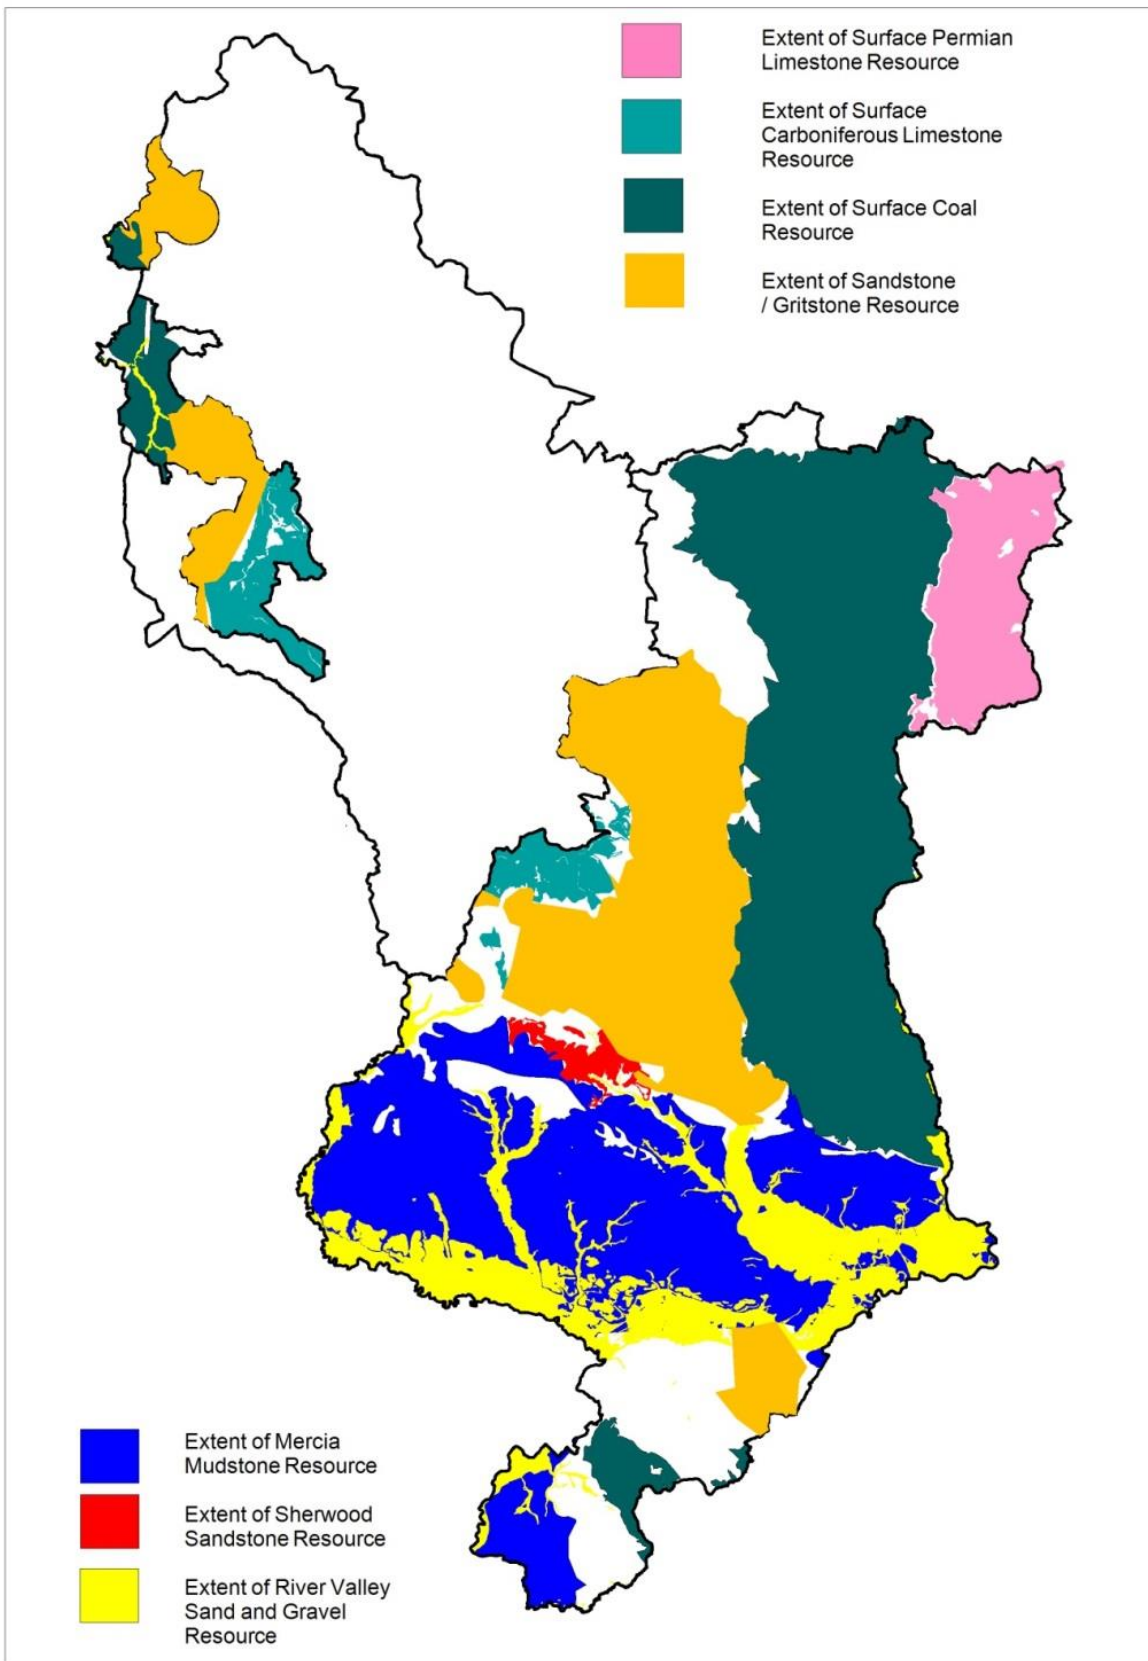 Extent of Surface Permian
Limestone Resource
Extent of Surface
Carboniferous Limestone
Resource
Extent of Surface Coal
Resource
Extent of Sandstone
/ Gritstone Resource
Extent of Mercia
Mudstone Resource
Extent of Sherwood
Sandstone Resource
Extent of River Valley
Sand and Gravel
Resource